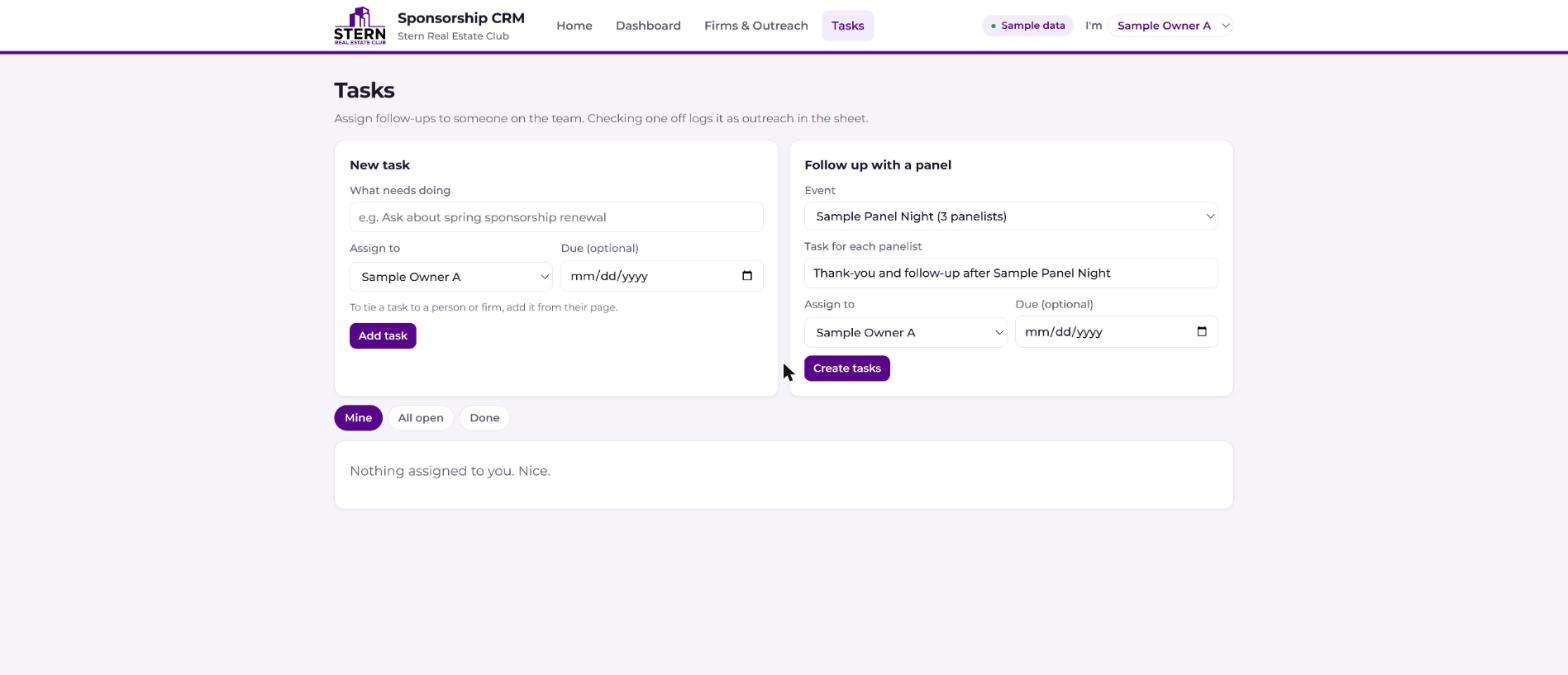 STERN
REAL ESTATE CLUB
Sponsorship CRM
Stern Real Estate Club
Home
Dashboard
Firms & Outreach
Tasks
Sample data
I'm
Sample Owner A
Tasks
Assign follow-ups to someone on the team. Checking one off logs it as outreach in the sheet.
New task
What needs doing
e.g. Ask about spring sponsorship renewal
Assign to
Due (optional)
Sample Owner A
mm/dd/yyyy
To tie a task to a person or firm, add it from their page.
Add task
Follow up with a panel
Event
Sample Panel Night (3 panelists)
Task for each panelist
Thank-you and follow-up after Sample Panel Night
Assign to
Due (optional)
Sample Owner A
mm/dd/yyyy
Create tasks
Mine
All open
Done
Nothing assigned to you. Nice.